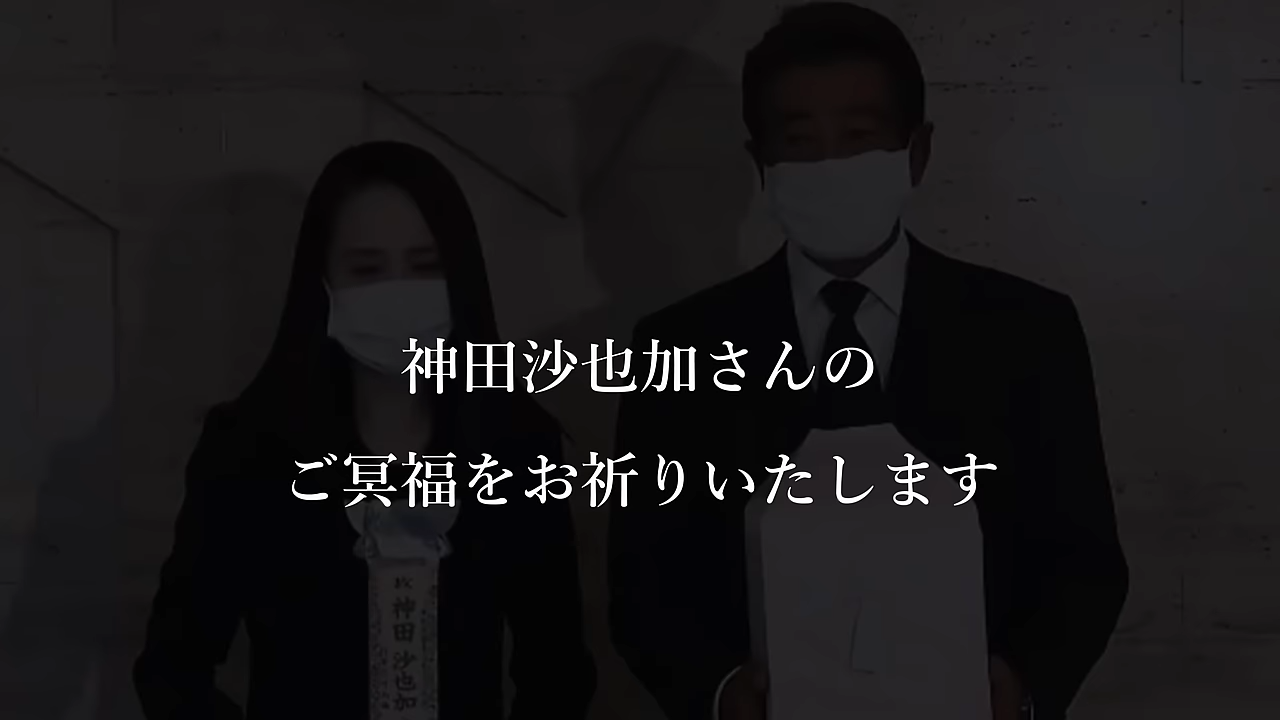 神田沙也加さんの
ご冥福をお祈りいたします
故 神田沙也加